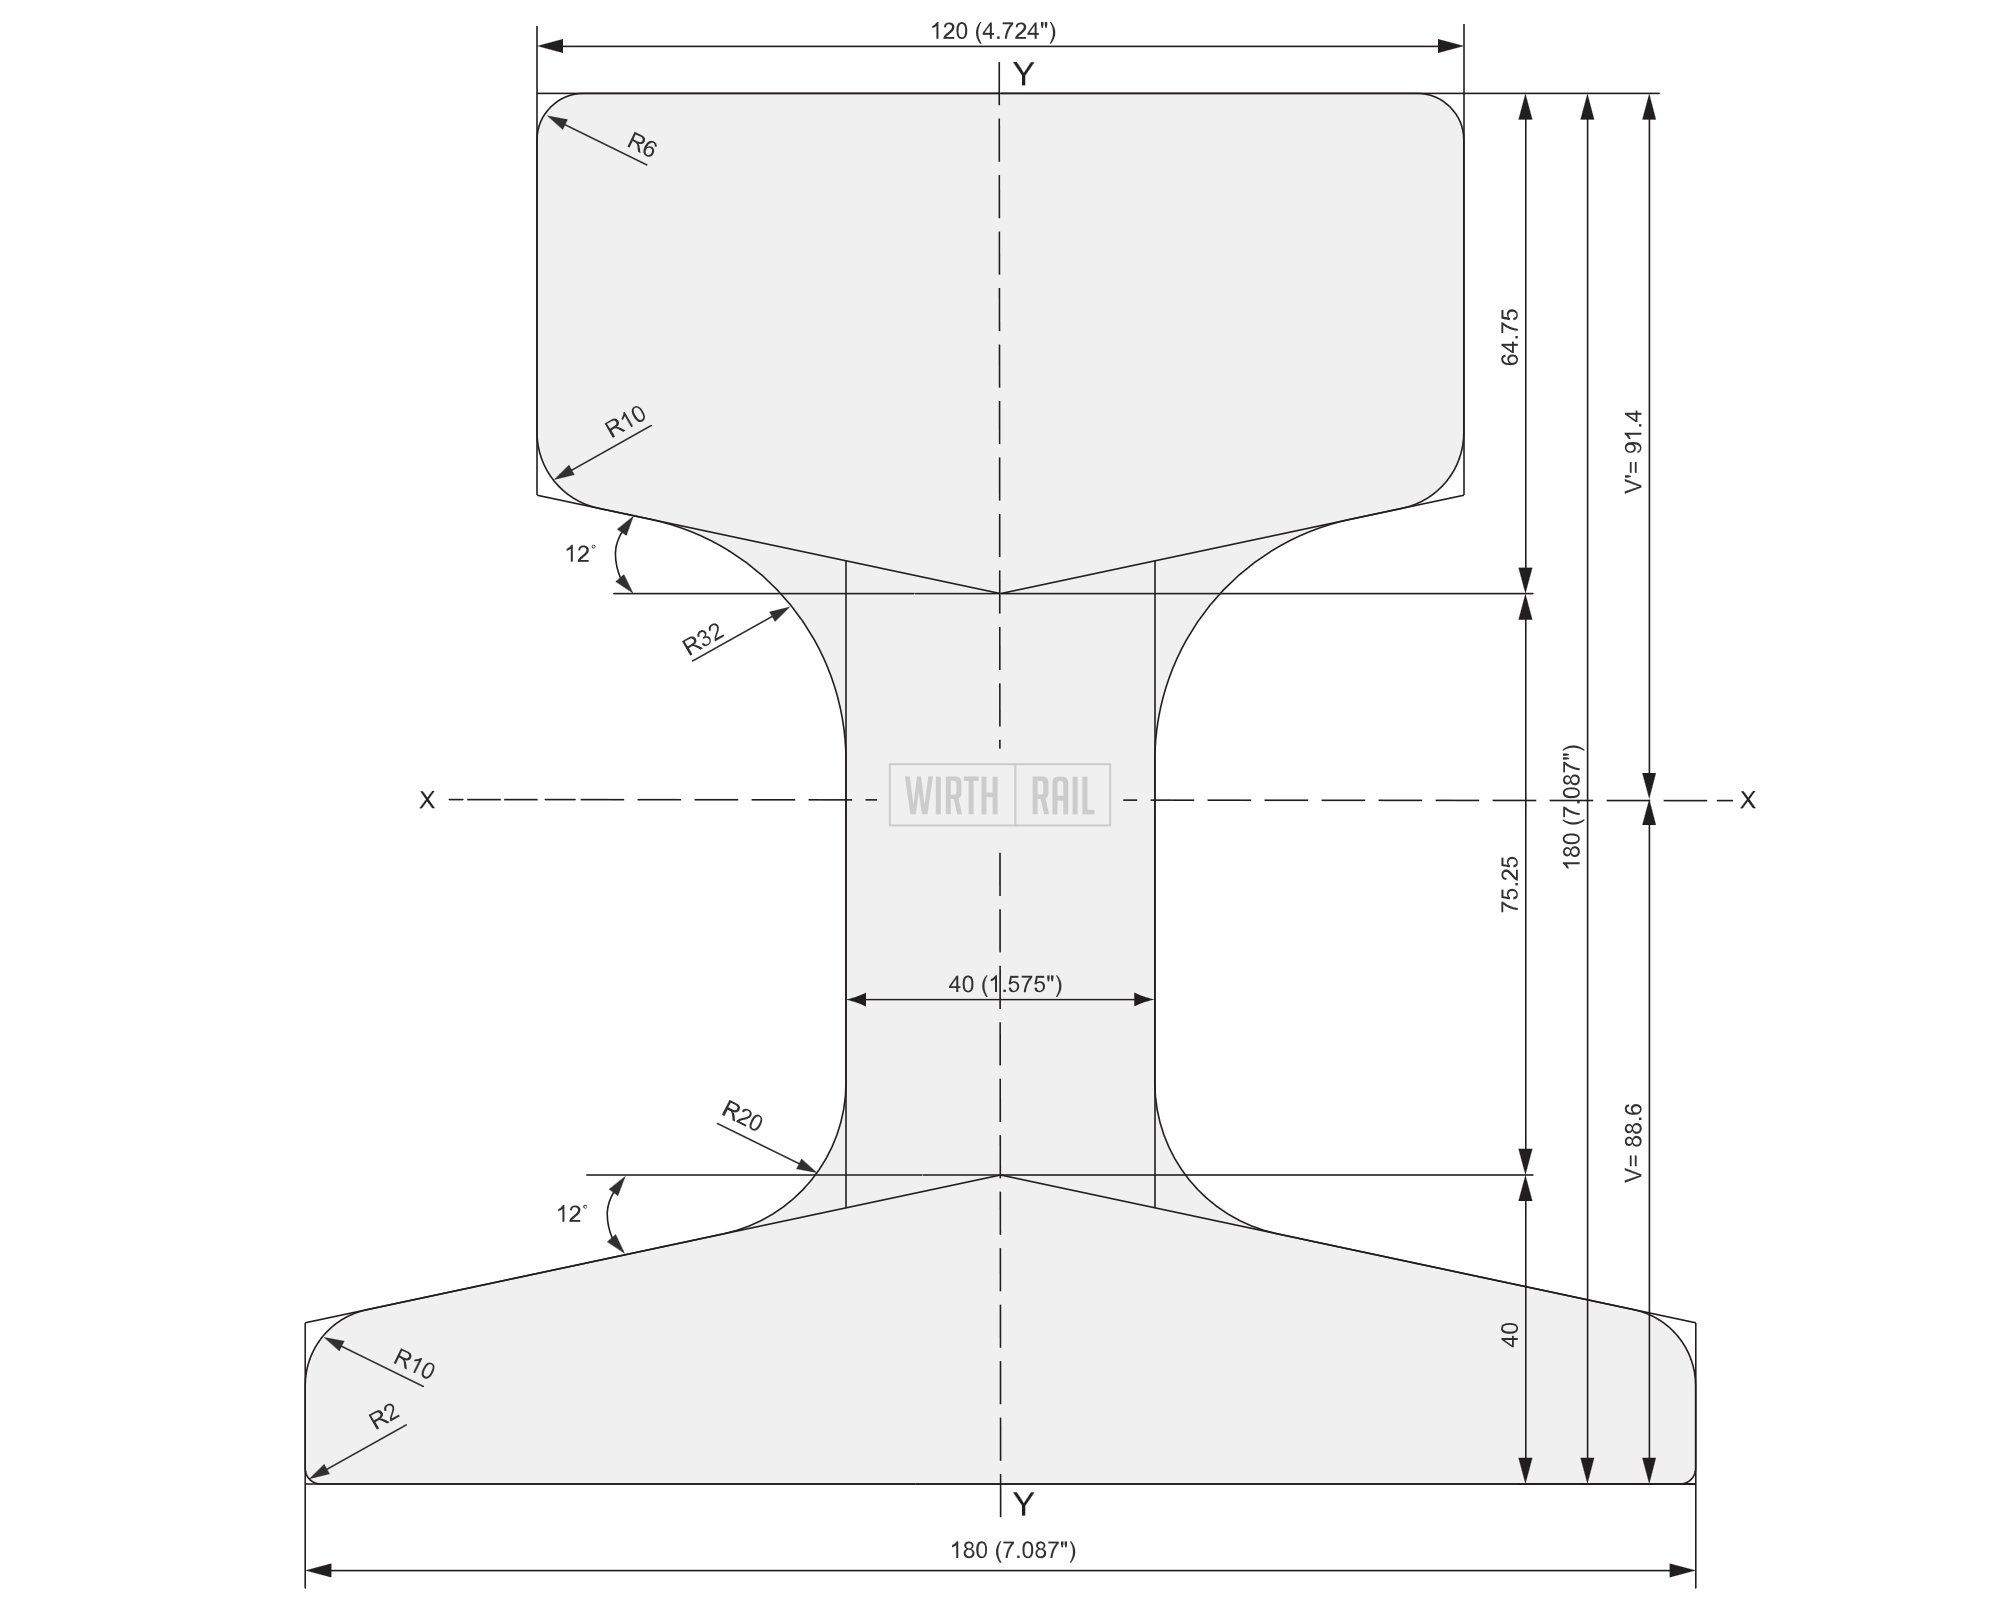 120 (4.724")
Y
R6
64.75
R10
V'= 91.4
12°
R32
180 (7.087")
WIRTH RAIL
X
X
75.25
40 (1.575")
R20
V= 88.6
12°
40
R10
R2
Y
180 (7.087")